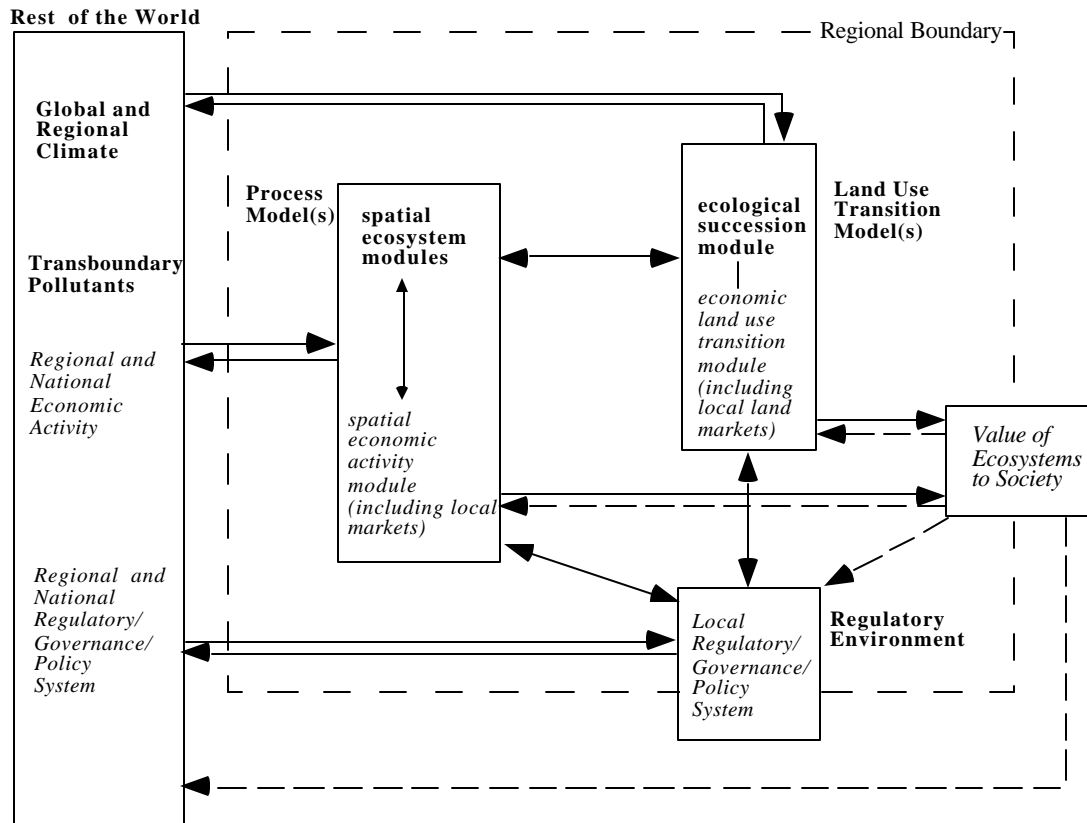 Rest of the World
Regional Boundary
Global and
Regional
Climate
Transboundary
Pollutants
Regional and
National
Economic
Activity
Regional and
National
Regulatory/
Governance/
Policy
System
Process
Model(s)
spatial
ecosystem
modules
spatial
economic
activity
module
(including local
markets)
ecological
succession
module
economic
land use
transition
module
(including
local land
markets)
Land Use
Transition
Model(s)
Value of
Ecosystems
to Society
Local
Regulatory/
Governance/
Policy
System
Regulatory
Environment